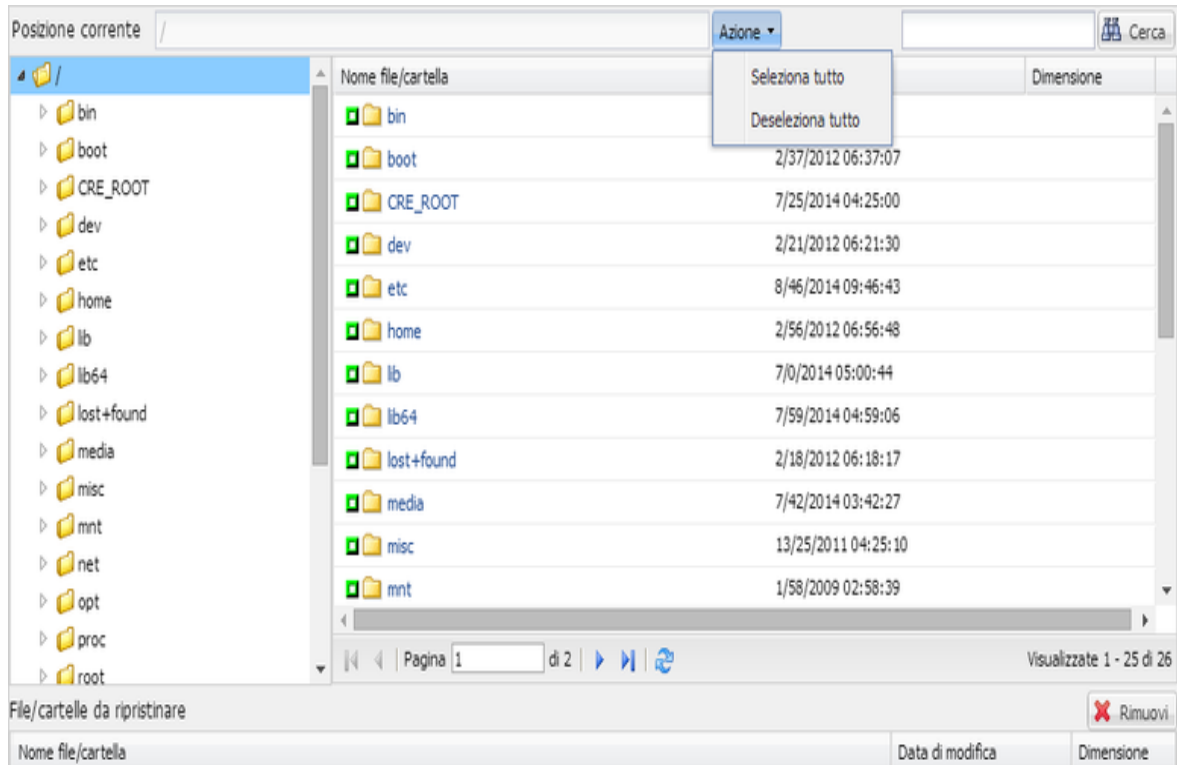 Posizione corrente / Azione Cerca
Seleziona tutto
Deseleziona tutto
/
bin
boot
CRE_ROOT
dev
etc
home
lib
lib64
lost+found
media
misc
mnt
net
opt
proc
root
Nome file/cartella Dimensione
bin
boot 2/37/2012 06:37:07
CRE_ROOT 7/25/2014 04:25:00
dev 2/21/2012 06:21:30
etc 8/46/2014 09:46:43
home 2/56/2012 06:56:48
lib 7/0/2014 05:00:44
lib64 7/59/2014 04:59:06
lost+found 2/18/2012 06:18:17
media 7/42/2014 03:42:27
misc 13/25/2011 04:25:10
mnt 1/58/2009 02:58:39
Pagina 1 di 2 Visualizzate 1 - 25 di 26
File/cartelle da ripristinare Rimuovi
Nome file/cartella Data di modifica Dimensione